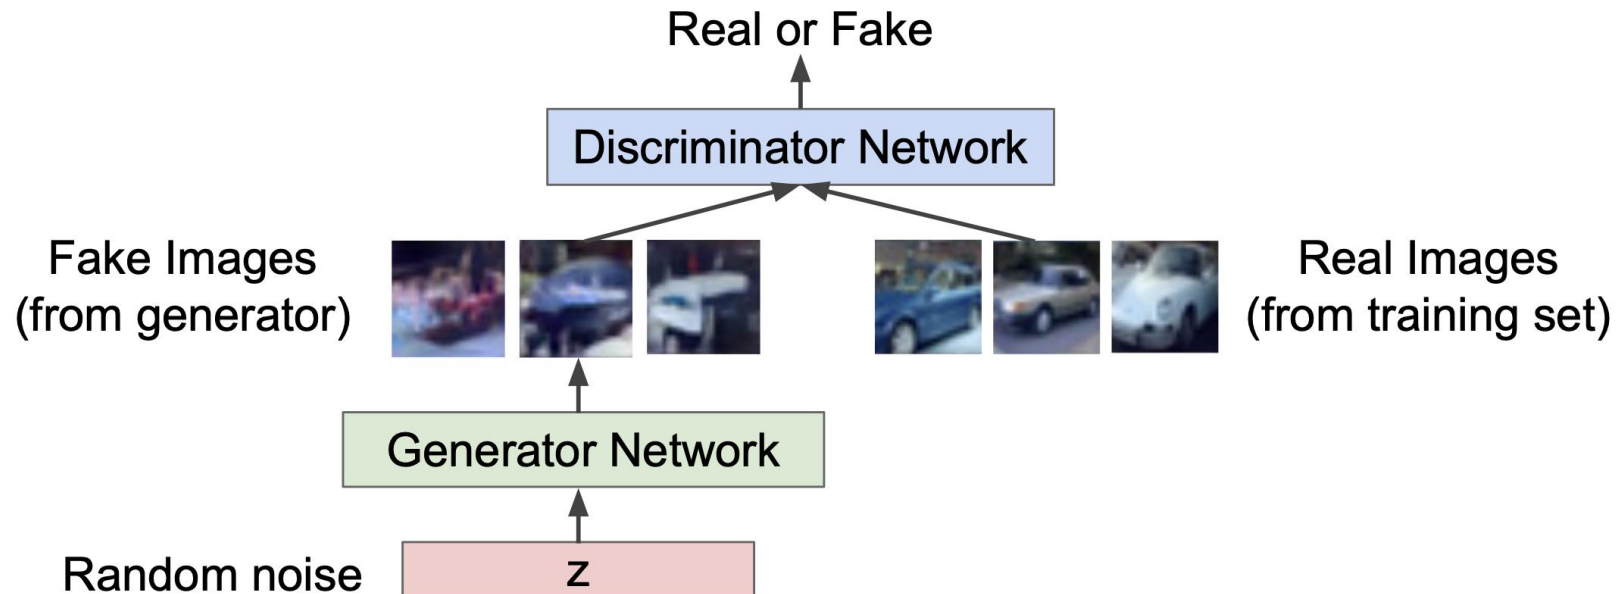 Real or Fake
Discriminator Network
Fake Images
(from generator)
Real Images
(from training set)
Generator Network
Random noise
z